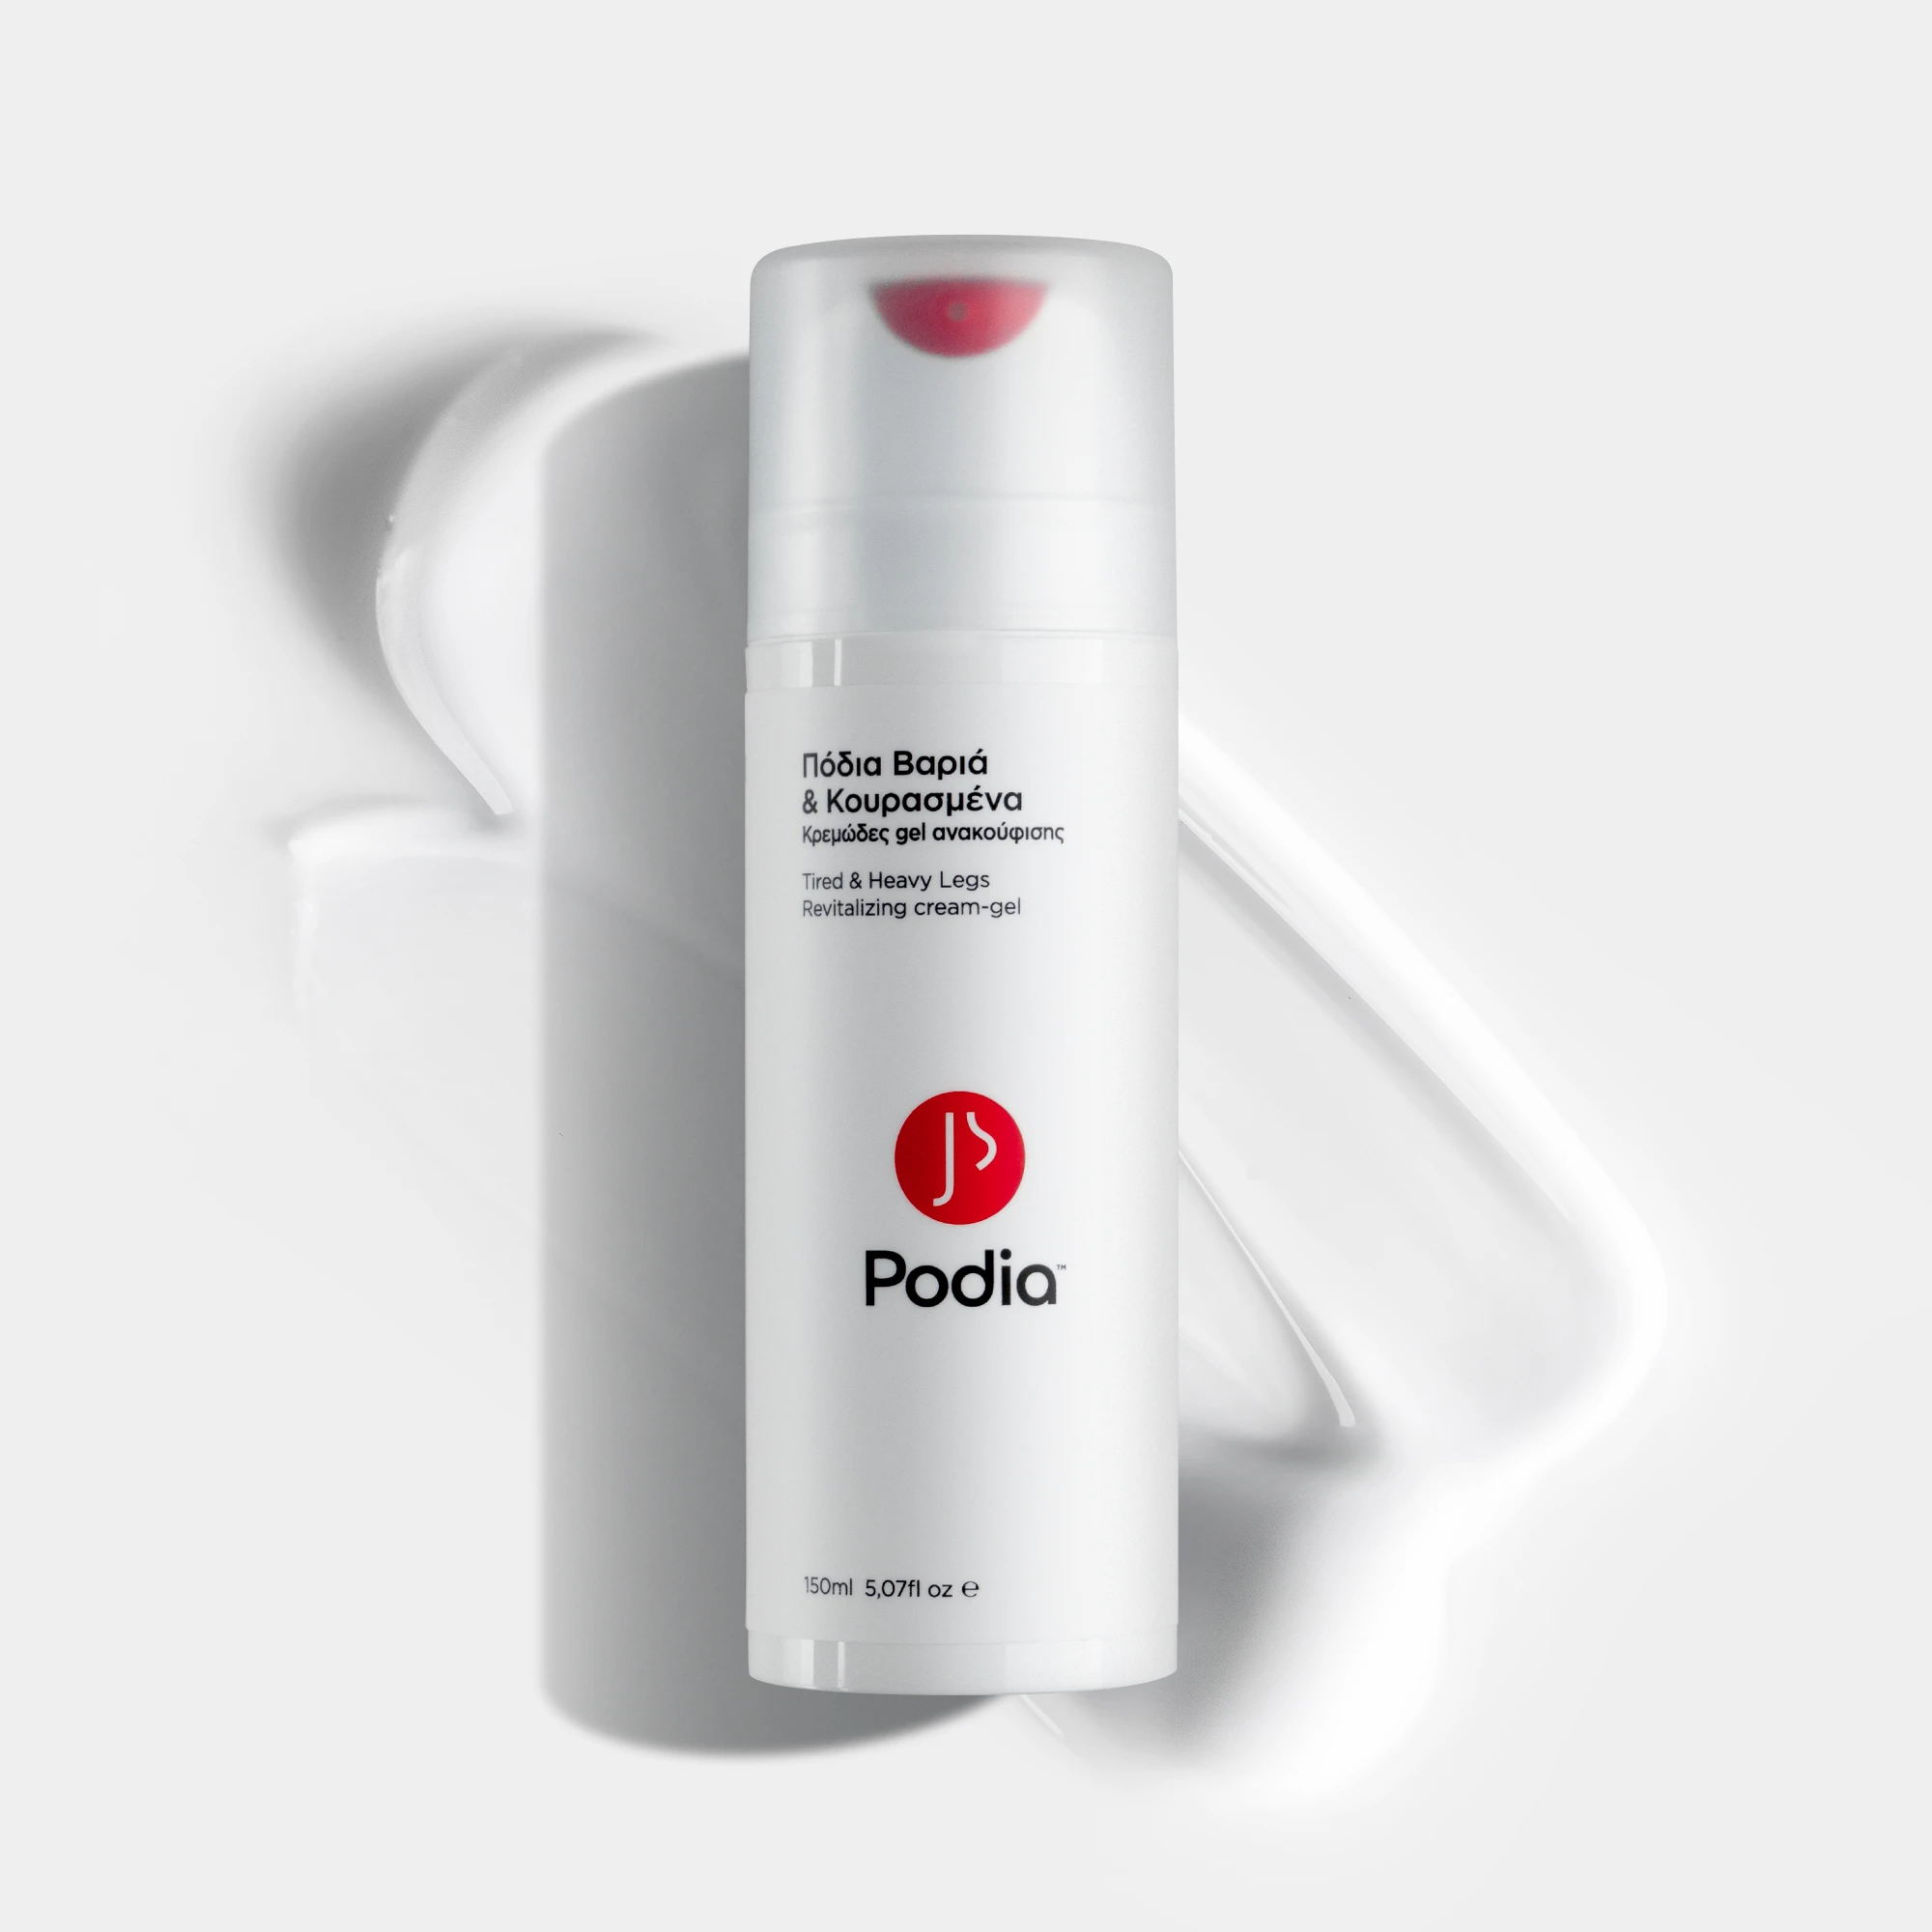 Πόδια Βαριά
& Κουρασμένα
Κρεμώδες gel ανακούφισης
Tired & Heavy Legs
Revitalizing cream-gel
Podia™
150ml 5,07fl oz ℮